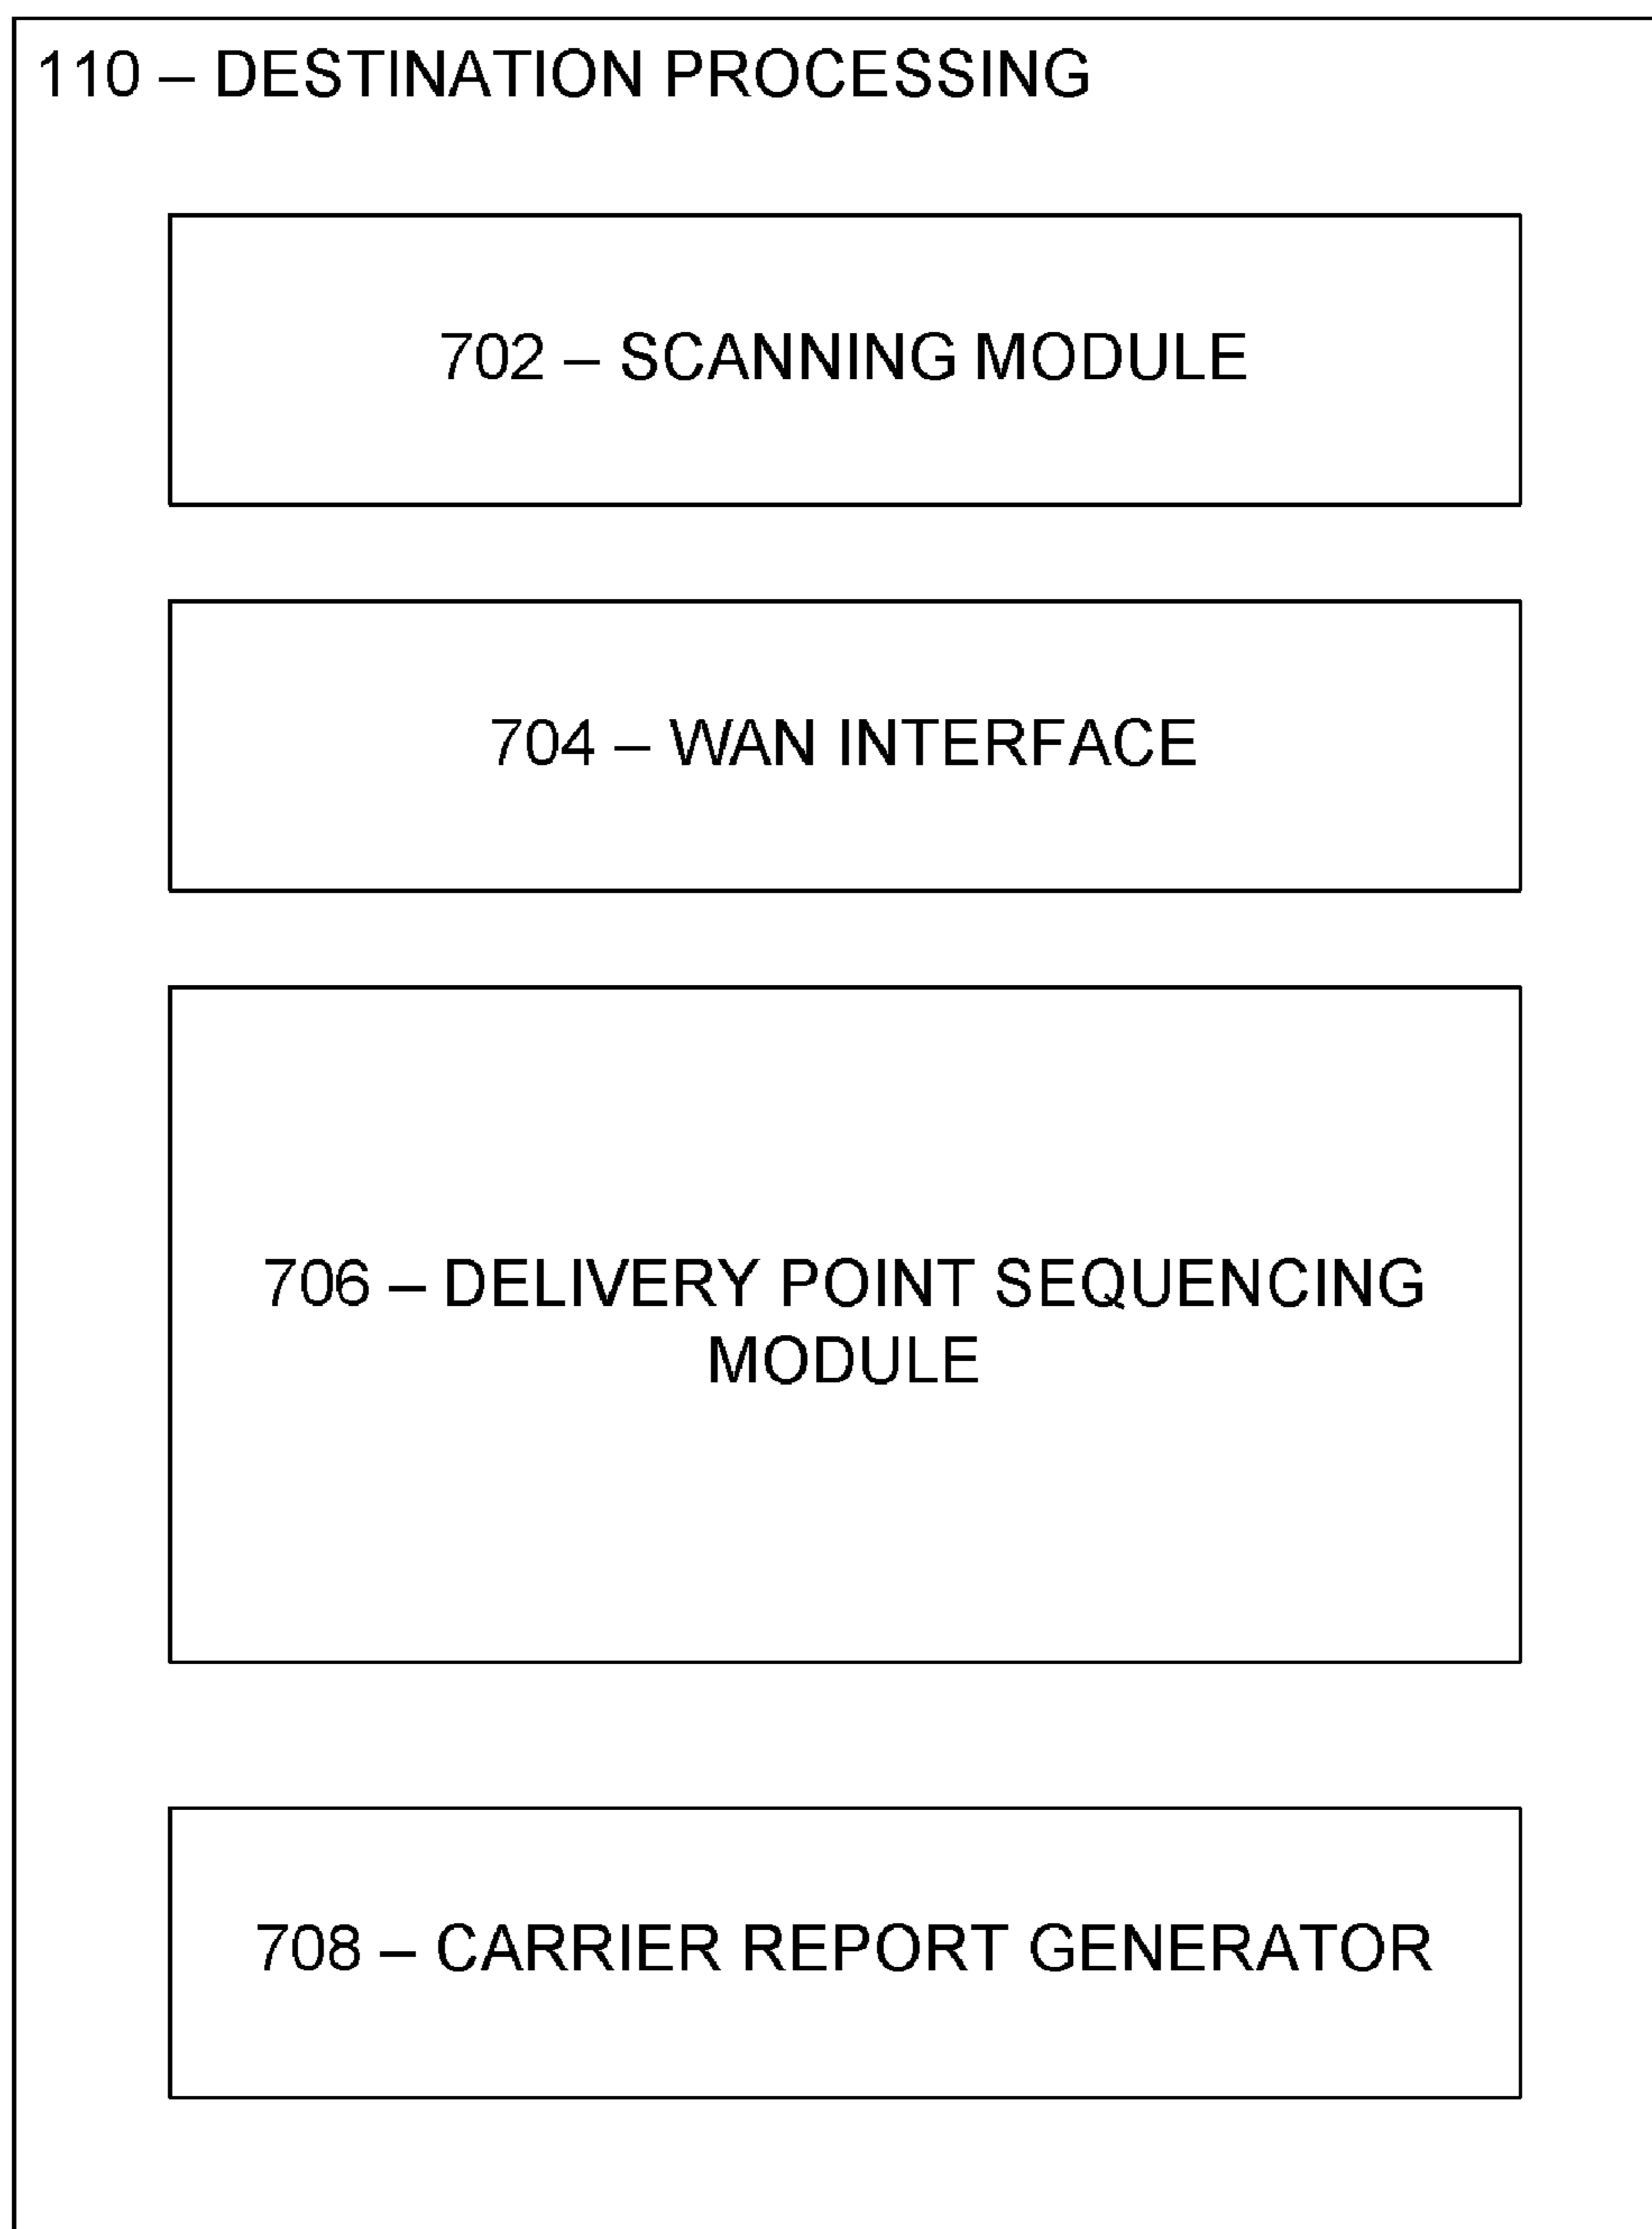 110 – DESTINATION PROCESSING
702 – SCANNING MODULE
704 – WAN INTERFACE
706 – DELIVERY POINT SEQUENCING
MODULE
708 – CARRIER REPORT GENERATOR